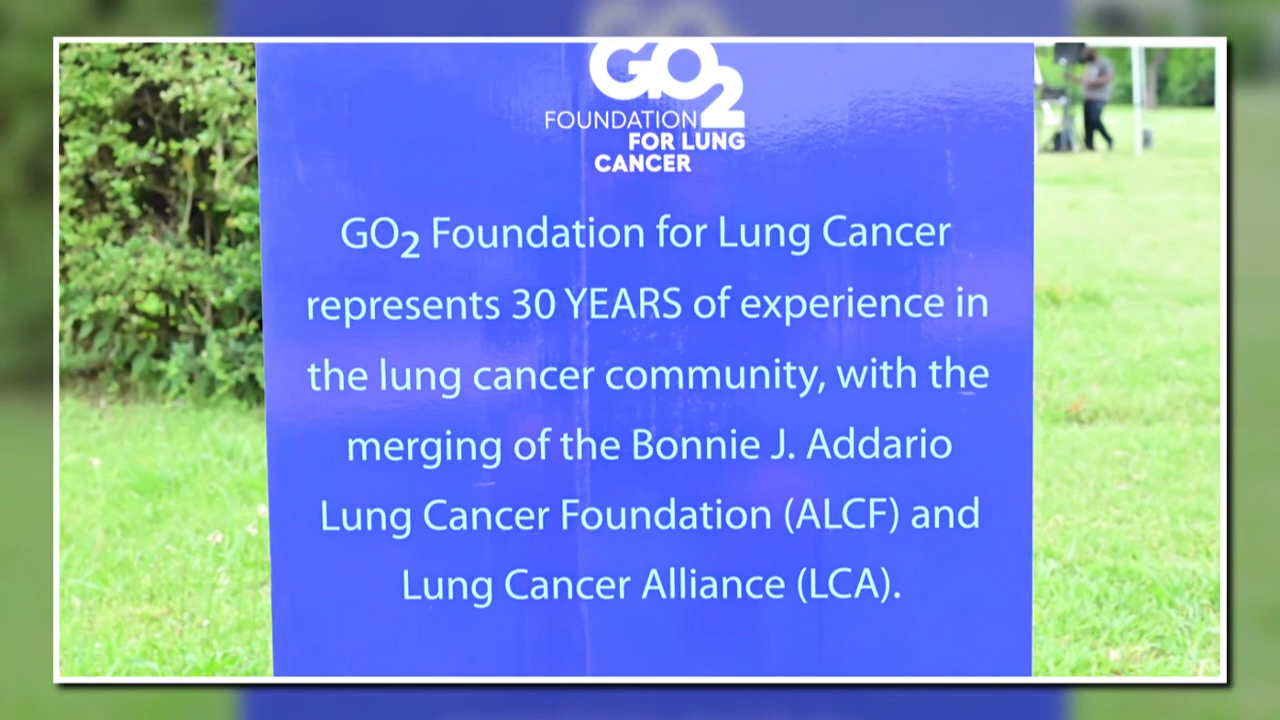 GO2
FOUNDATION
FOR LUNG
CANCER
GO₂ Foundation for Lung Cancer
represents 30 YEARS of experience in
the lung cancer community, with the
merging of the Bonnie J. Addario
Lung Cancer Foundation (ALCF) and
Lung Cancer Alliance (LCA).